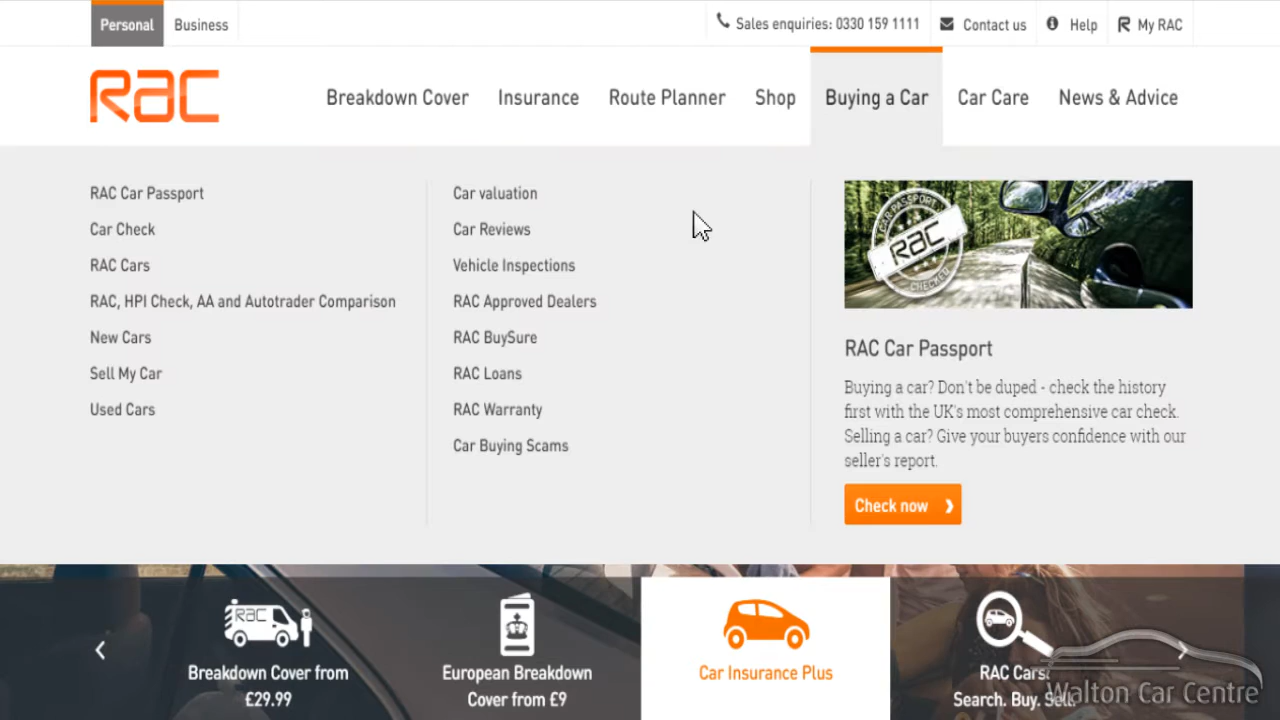 Personal
Business
Sales enquiries: 0330 159 1111
Contact us
Help
My RAC
RAC
Breakdown Cover
Insurance
Route Planner
Shop
Buying a Car
Car Care
News & Advice
RAC Car Passport
Car Check
RAC Cars
RAC, HPI Check, AA and Autotrader Comparison
New Cars
Sell My Car
Used Cars
Car valuation
Car Reviews
Vehicle Inspections
RAC Approved Dealers
RAC BuySure
RAC Loans
RAC Warranty
Car Buying Scams
CAR PASSPORT
RAC
CHECKED
RAC Car Passport
Buying a car? Don't be duped - check the history
first with the UK's most comprehensive car check.
Selling a car? Give your buyers confidence with our
seller's report.
Check now
RAC
Breakdown Cover from
£29.99
European Breakdown
Cover from £9
Car Insurance Plus
RAC Cars:
Search. Buy. Sell.
Walton Car Centre